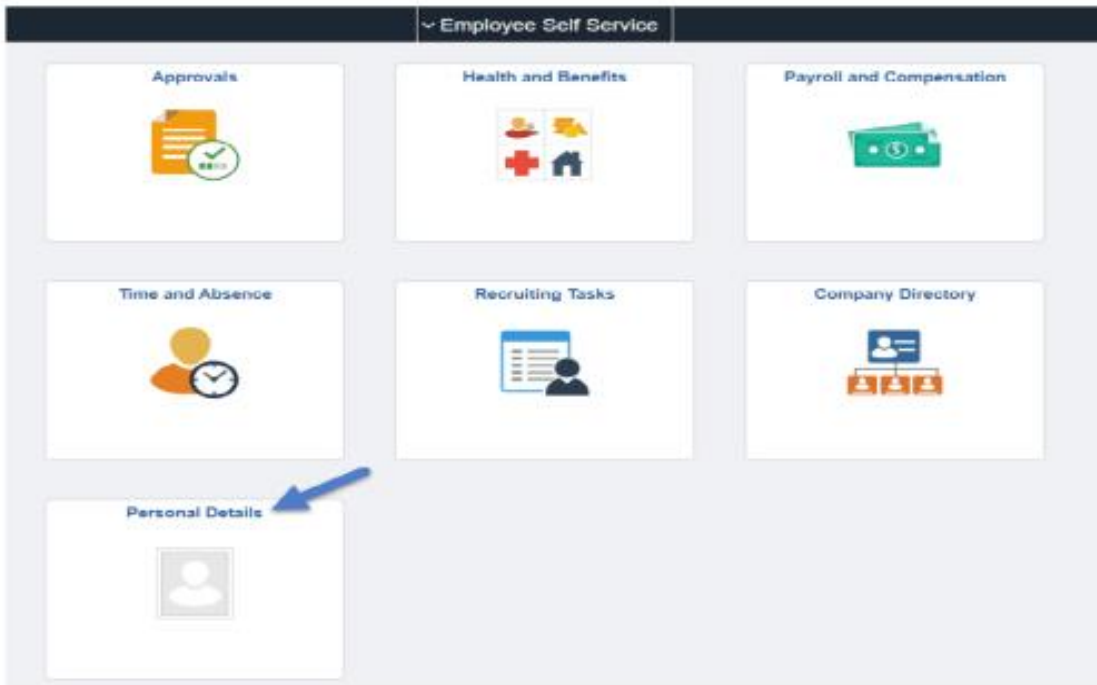 Employee Self Service
Approvals
Health and Benefits
Payroll and Compensation
Time and Absence
Recruiting Tasks
Company Directory
Personal Details